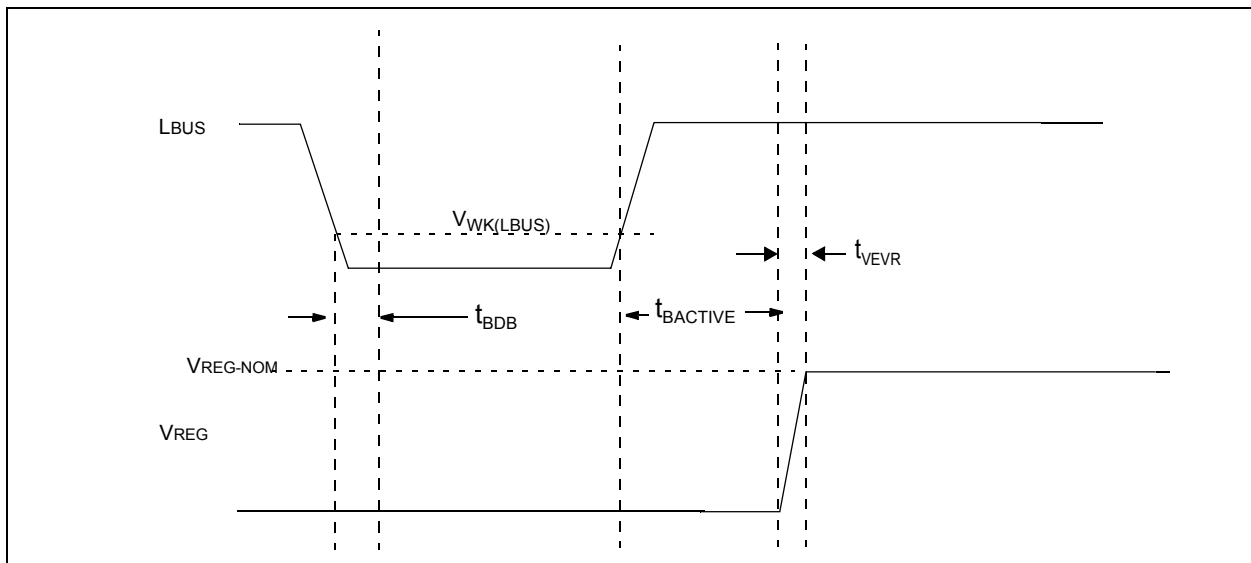 LBUS
VWK(LBUS)
tVEVR
tBDB
tBACTIVE
VREG-NOM
VREG